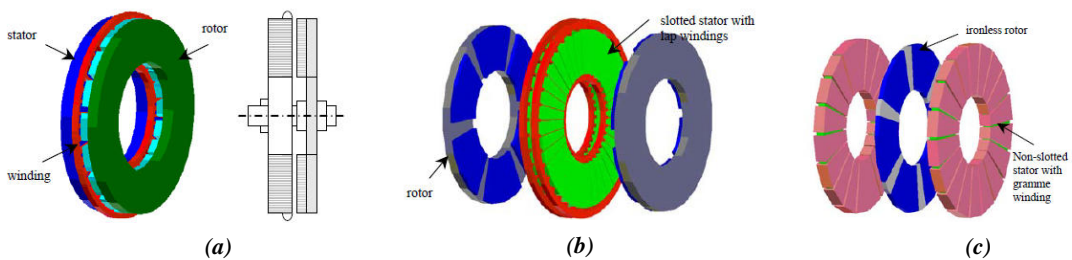 stator
rotor
winding
(a)
slotted stator with
lap windings
rotor
(b)
ironless rotor
Non-slotted
stator with
gramme
winding
(c)